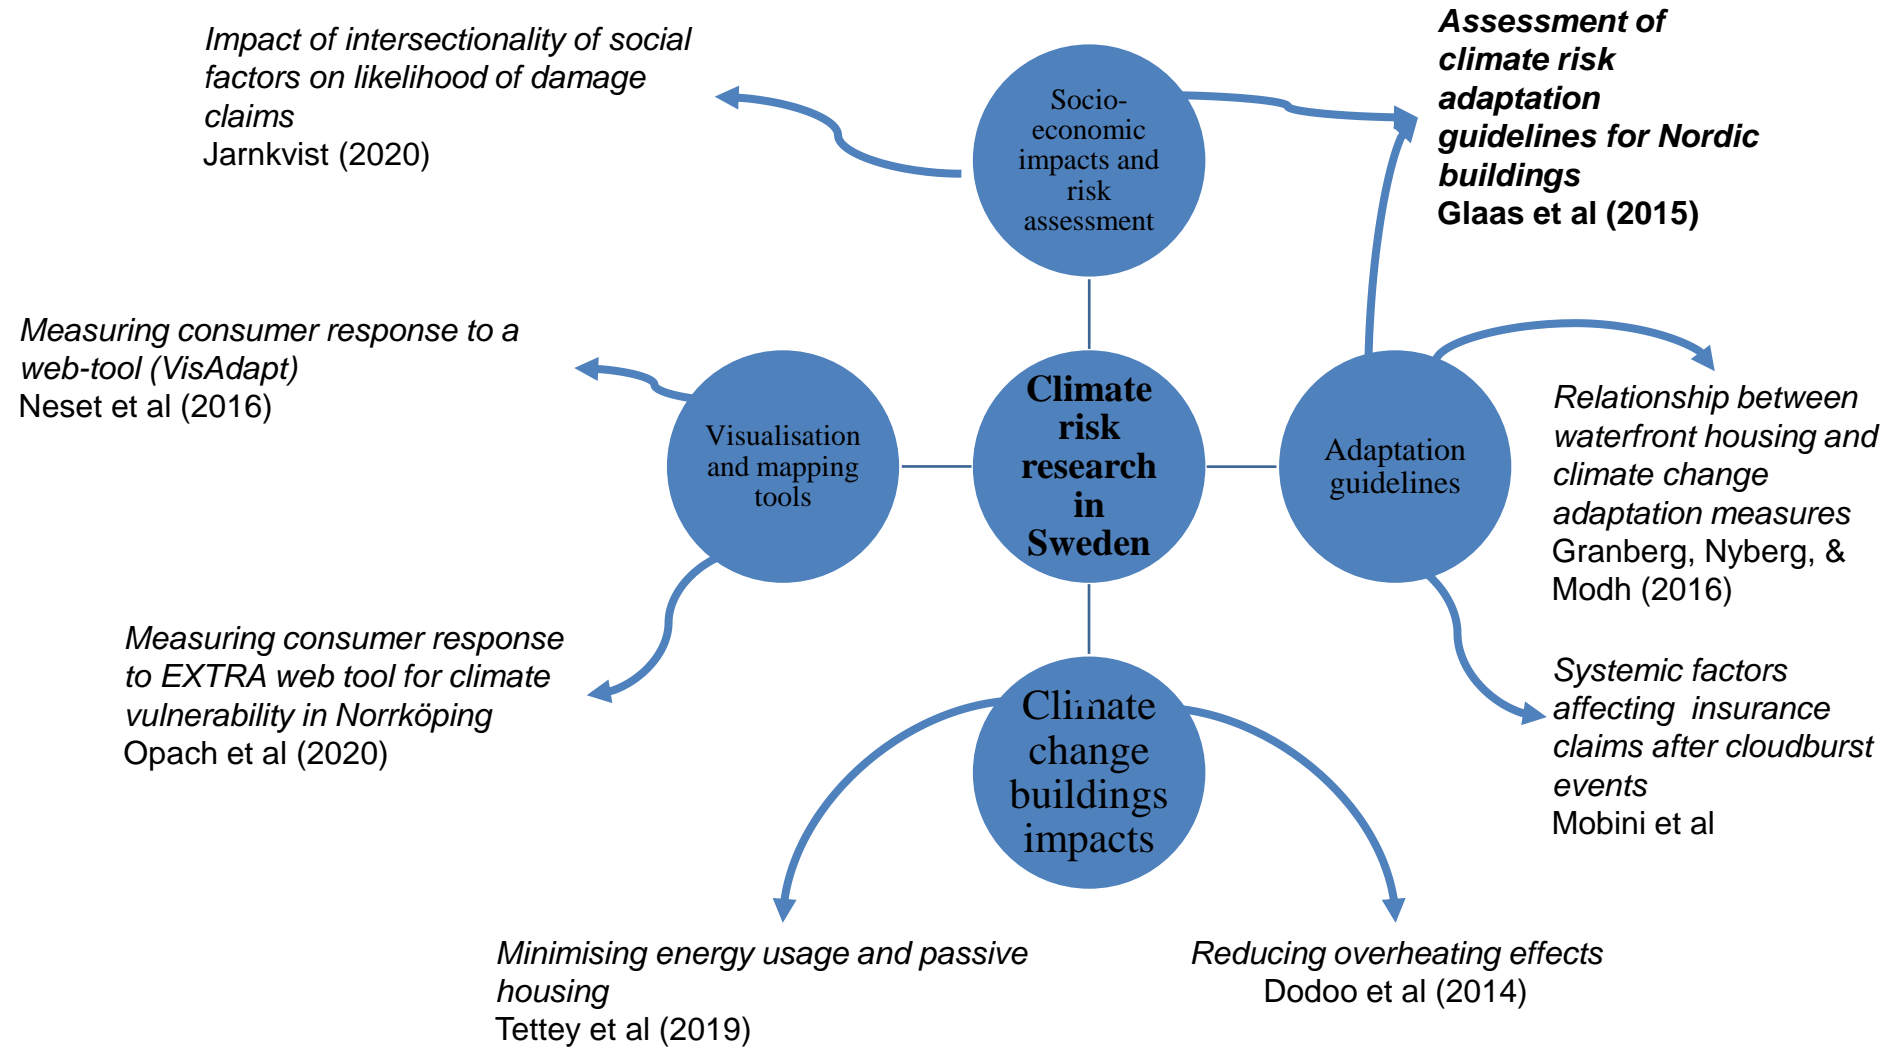 Impact of intersectionality of social
factors on likelihood of damage
claims
Jarnkvist (2020)
Socio-
economic
impacts and
risk
assessment
Assessment of
climate risk
adaptation
guidelines for Nordic
buildings
Glaas et al (2015)
Measuring consumer response to a
web-tool (VisAdapt)
Neset et al (2016)
Visualisation
and mapping
tools
Climate
risk
research
in
Sweden
Adaptation
guidelines
Relationship between
waterfront housing and
climate change
adaptation measures
Granberg, Nyberg, &
Modh (2016)
Measuring consumer response
to EXTRA web tool for climate
vulnerability in Norrköping
Opach et al (2020)
Systemic factors
affecting insurance
claims after cloudburst
events
Mobini et al
Climate
change
buildings
impacts
Minimising energy usage and passive
housing
Tettey et al (2019)
Reducing overheating effects
Dodoo et al (2014)